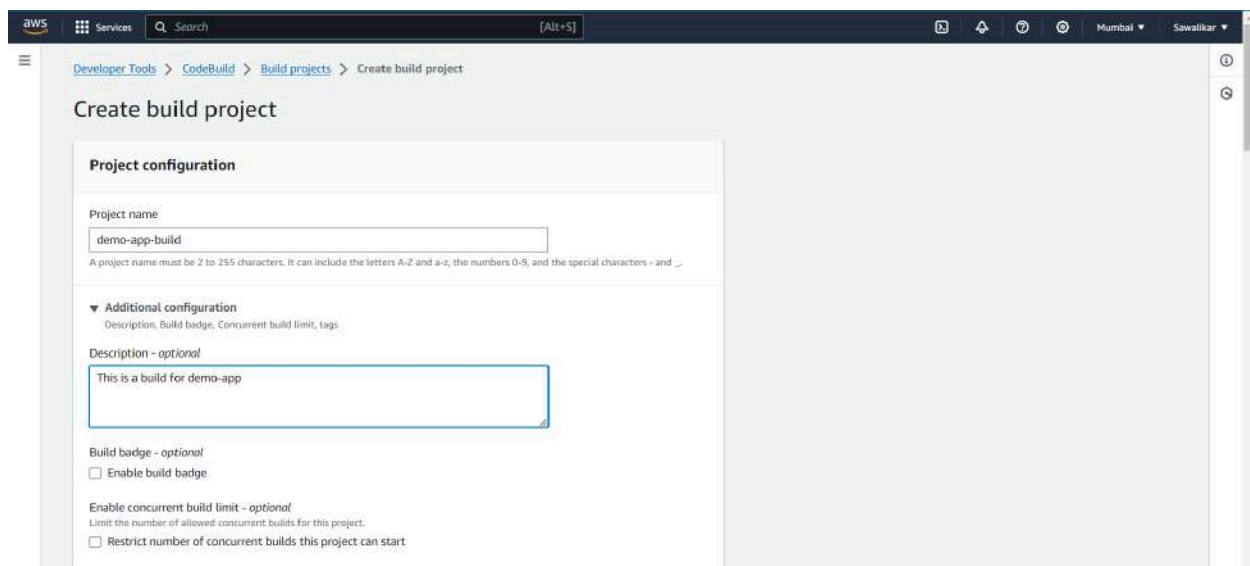 aws Services Search [Alt+S] Mumbai ▼ Sawalikar ▼
Developer Tools > CodeBuild > Build projects > Create build project
Create build project
Project configuration
Project name
demo-app-build
A project name must be 2 to 255 characters. It can include the letters A-Z and a-z, the numbers 0-9, and the special characters - and _.
▼ Additional configuration
Description, Build badge, Concurrent build limit, tags
Description - optional
This is a build for demo-app
Build badge - optional
Enable build badge
Enable concurrent build limit - optional
Limit the number of allowed concurrent builds for this project.
Restrict number of concurrent builds this project can start